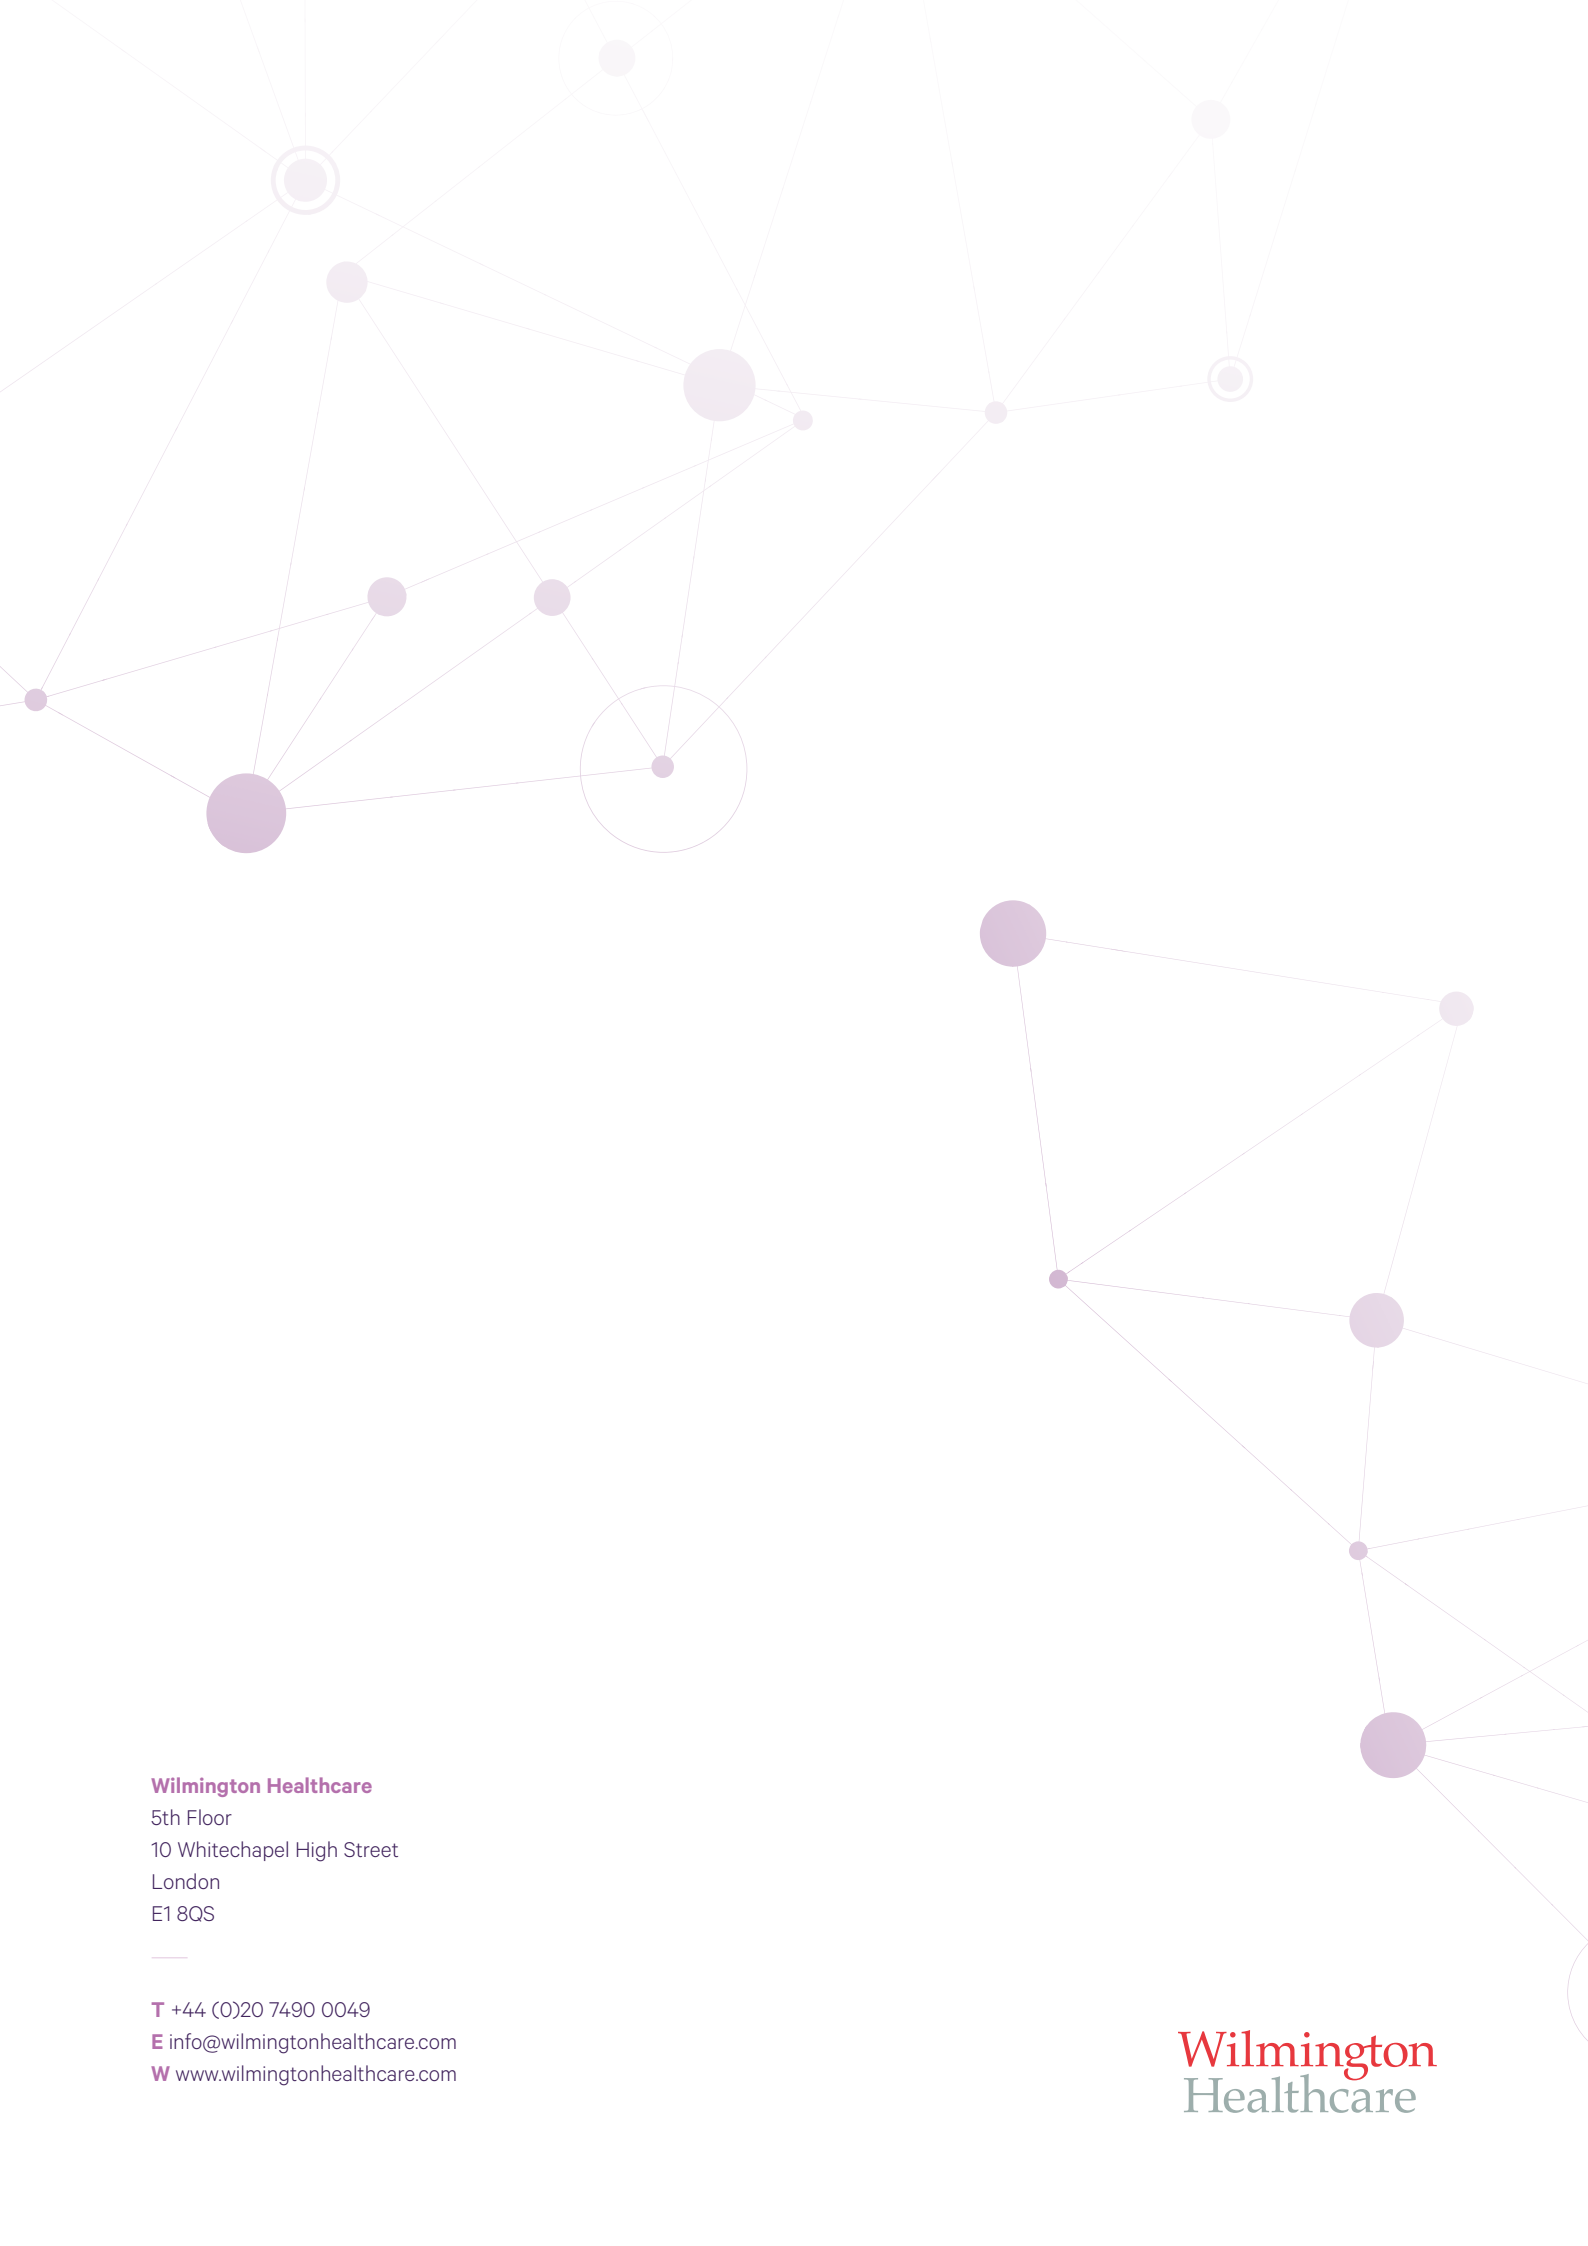 Wilmington Healthcare
5th Floor
10 Whitechapel High Street
London
E1 8QS
T +44 (0)20 7490 0049
E info@wilmingtonhealthcare.com
W www.wilmingtonhealthcare.com
Wilmington
Healthcare